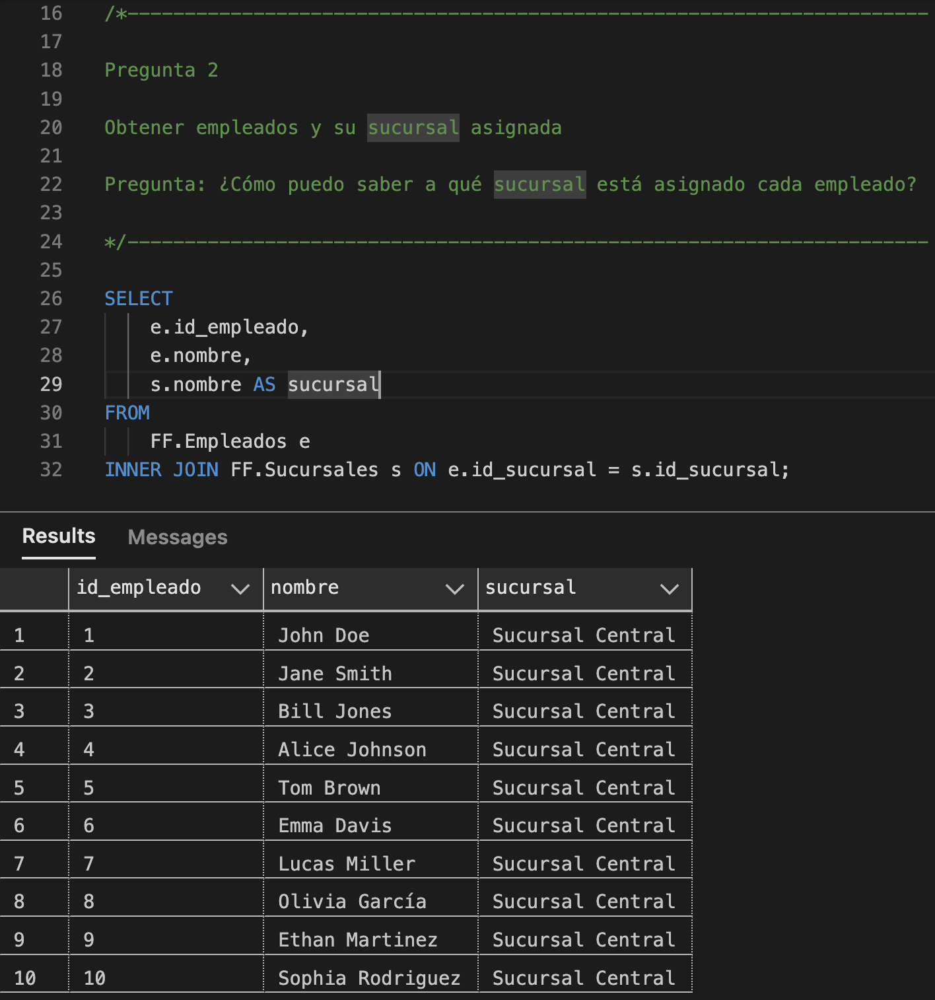 16 /*----------------------------------------------------------------------
17
18 Pregunta 2
19
20 Obtener empleados y su sucursal asignada
21
22 Pregunta: ¿Cómo puedo saber a qué sucursal está asignado cada empleado?
23
24 */----------------------------------------------------------------------
25
26 SELECT
27 e.id_empleado,
28 e.nombre,
29 s.nombre AS sucursal
30 FROM
31 FF.Empleados e
32 INNER JOIN FF.Sucursales s ON e.id_sucursal = s.id_sucursal;
Results Messages
id_empleado nombre sucursal
1 1 John Doe Sucursal Central
2 2 Jane Smith Sucursal Central
3 3 Bill Jones Sucursal Central
4 4 Alice Johnson Sucursal Central
5 5 Tom Brown Sucursal Central
6 6 Emma Davis Sucursal Central
7 7 Lucas Miller Sucursal Central
8 8 Olivia García Sucursal Central
9 9 Ethan Martinez Sucursal Central
10 10 Sophia Rodriguez Sucursal Central